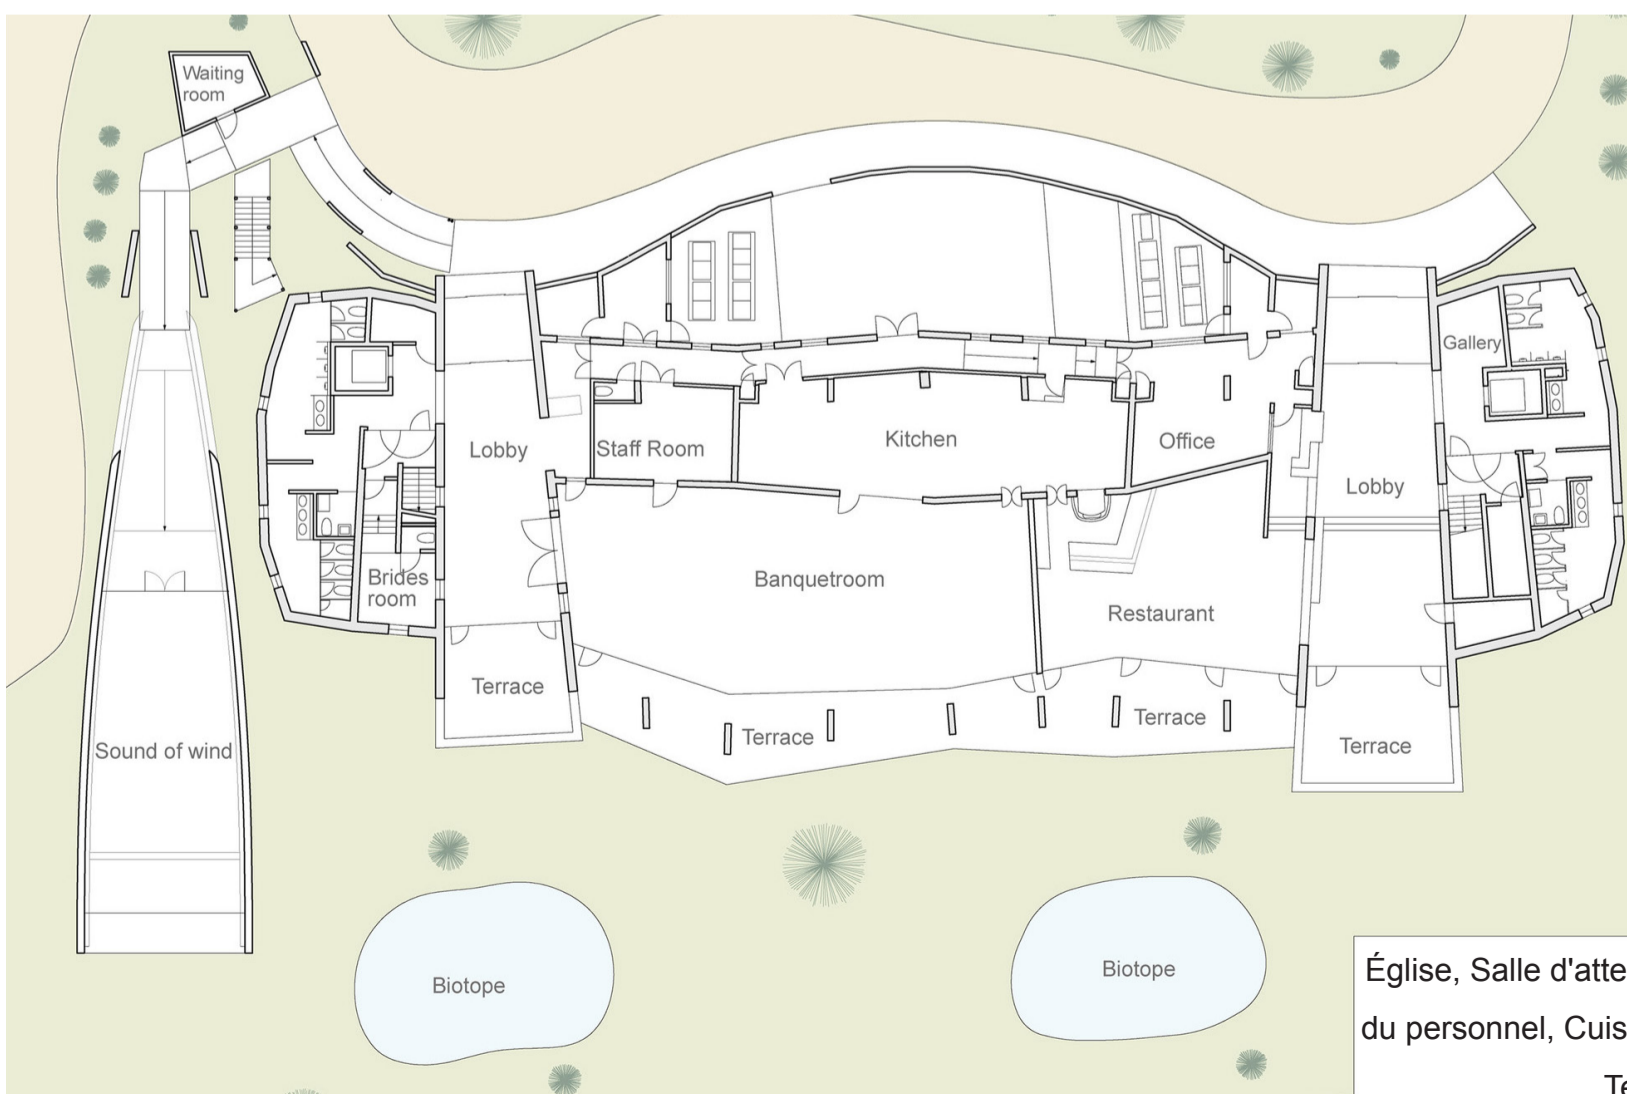 Waiting
room
Gallery
Lobby
Staff Room
Kitchen
Office
Lobby
Brides
room
Banquetroom
Restaurant
Terrace
Terrace
Terrace
Terrace
Sound of wind
Biotope
Biotope
Église, Salle d'atte
du personnel, Cuis
Te